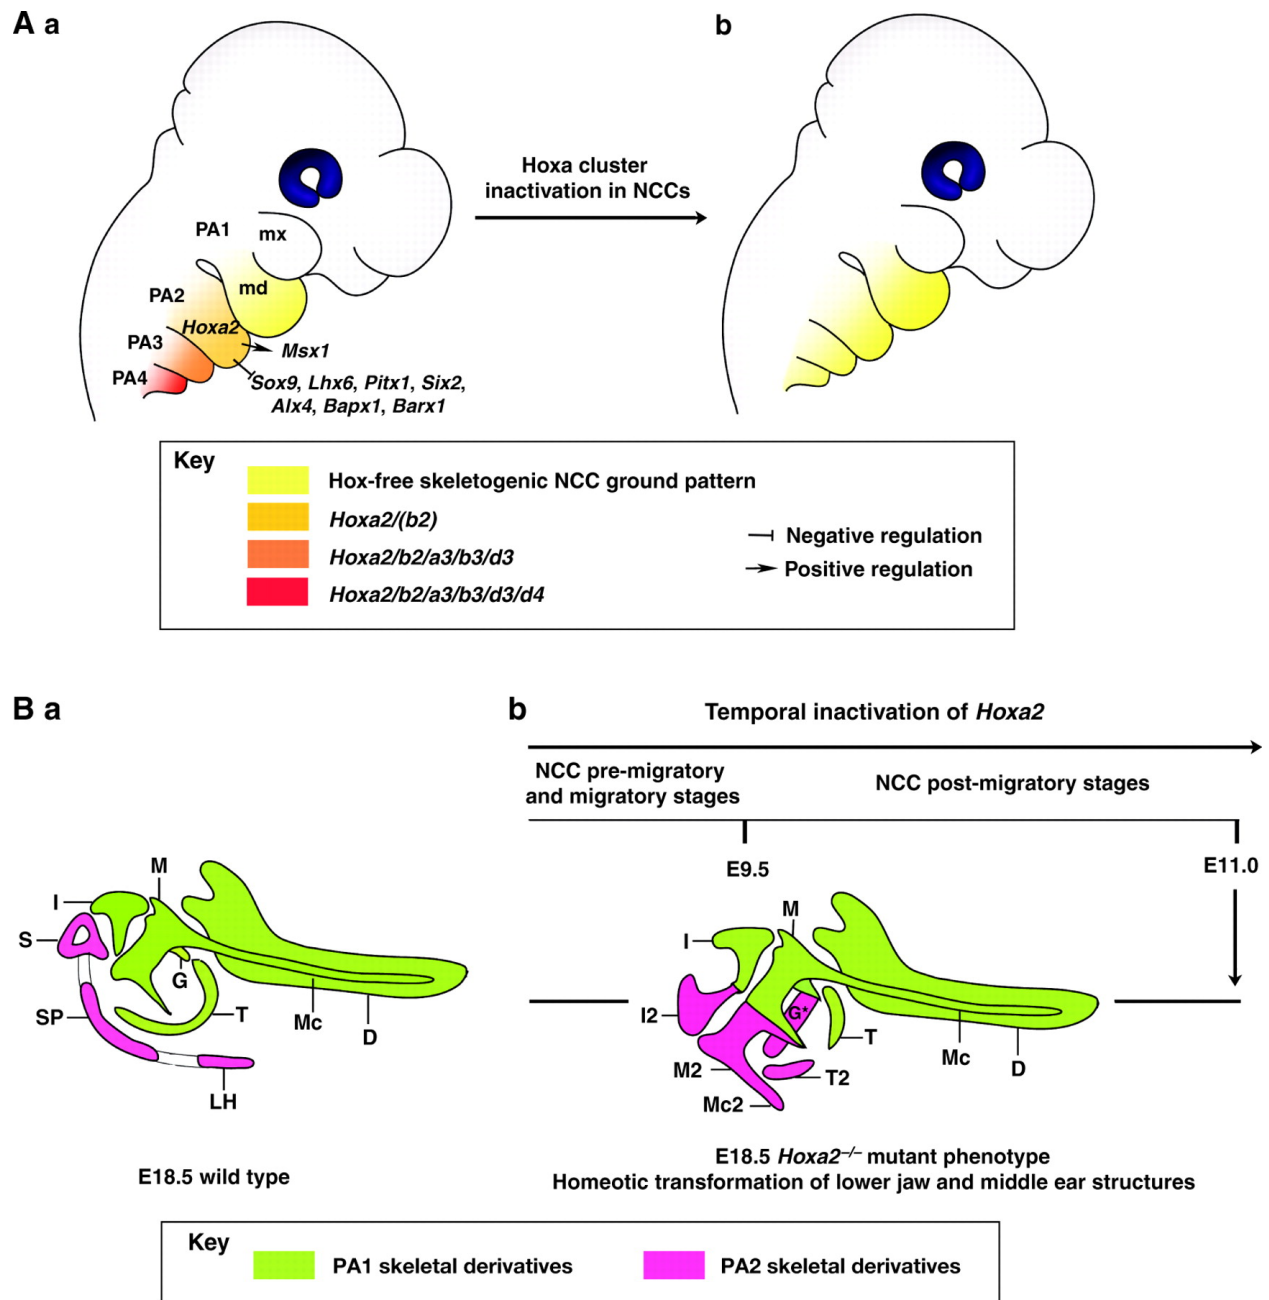 A a
b
Hoxa cluster
inactivation in NCCs
PA1
mx
md
PA2
Hoxa2
PA3
Msx1
PA4
Sox9, Lhx6, Pitx1, Six2,
Alx4, Bapx1, Barx1
Key
Hox-free skeletogenic NCC ground pattern
Hoxa2/(b2)
Hoxa2/b2/a3/b3/d3
Hoxa2/b2/a3/b3/d3/d4
Negative regulation
Positive regulation
B a
b
Temporal inactivation of Hoxa2
NCC pre-migratory
and migratory stages
NCC post-migratory stages
E9.5
E11.0
M
I
S
G
SP
T
Mc
D
LH
E18.5 wild type
M
I
I2
G*
T
M2
T2
Mc
D
Mc2
E18.5 Hoxa2–/– mutant phenotype
Homeotic transformation of lower jaw and middle ear structures
Key
PA1 skeletal derivatives
PA2 skeletal derivatives